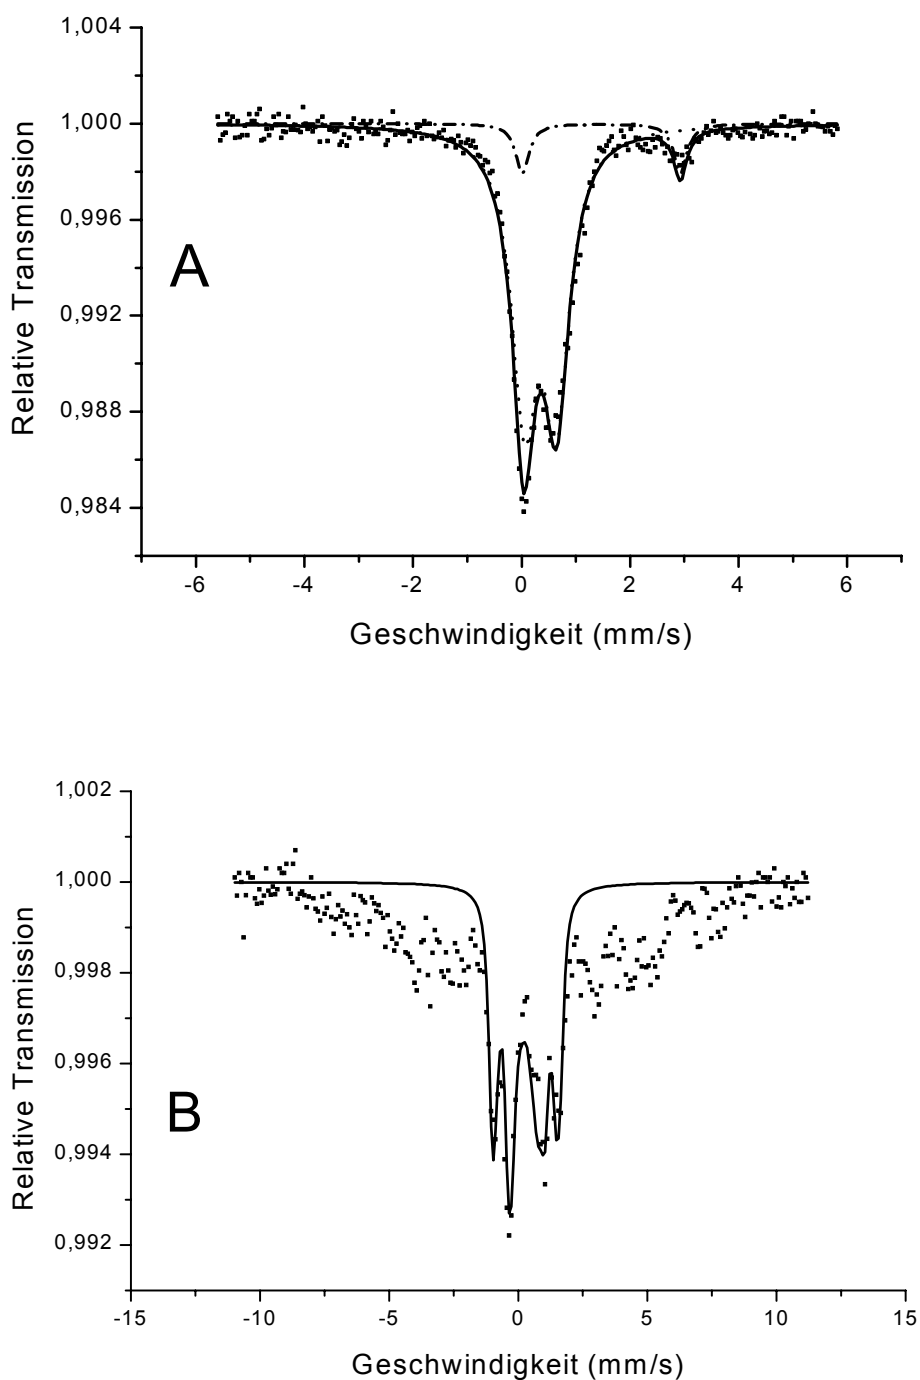 1,004
1,000
0,996
0,992
0,988
0,984
Relative Transmission
A
-6 -4 -2 0 2 4 6
Geschwindigkeit (mm/s)
1,002
1,000
0,998
0,996
0,994
0,992
Relative Transmission
B
-15 -10 -5 0 5 10 15
Geschwindigkeit (mm/s)